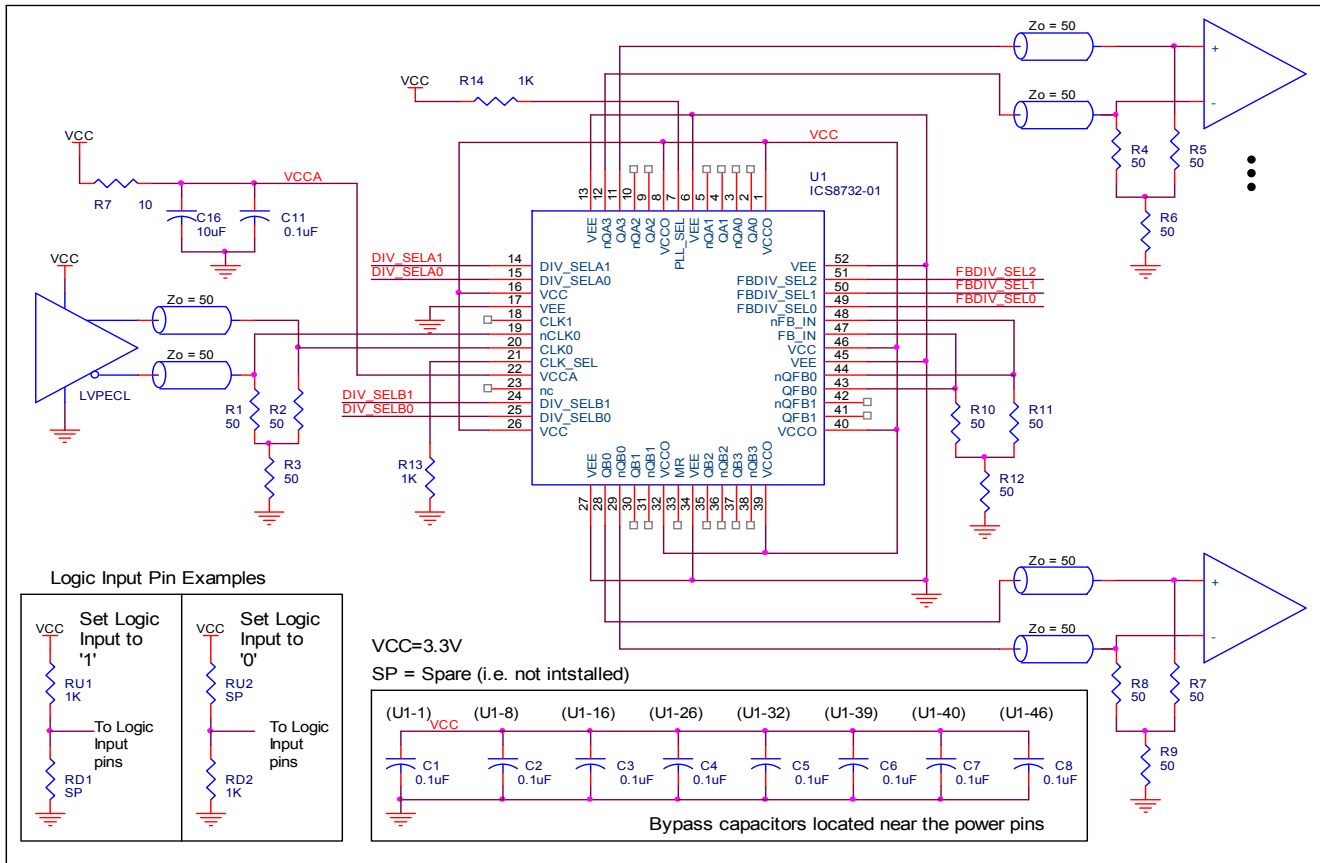 Zo = 50
+
Zo = 50
-
R4
50
R5
50
R6
50
VCC
R14
1K
VCC
R7
10
VCCA
C16
10uF
C11
0.1uF
VCC
U1
ICS8732-01
13
12
11
10
9
8
7
6
5
4
3
2
1
VEE
nQA3
QA3
nQA2
QA2
VCCO
PLL_SEL
VEE
nQA1
QA1
nQA0
QA0
VCCO
DIV_SELA1
DIV_SELA0
14
15
16
17
18
19
20
21
22
23
24
25
26
DIV_SELA1
DIV_SELA0
VCC
VEE
CLK1
nCLK0
CLK0
CLK_SEL
VCCA
nc
DIV_SELB1
DIV_SELB0
VCC
VEE
FBDIV_SEL2
FBDIV_SEL1
FBDIV_SEL0
nFB_IN
FB_IN
VCC
VEE
nQFB0
QFB0
nQFB1
QFB1
VCCO
52
51
50
49
48
47
46
45
44
43
42
41
40
FBDIV_SEL2
FBDIV_SEL1
FBDIV_SEL0
VCC
Zo = 50
Zo = 50
LVPECL
R1
50
R2
50
R3
50
DIV_SELB1
DIV_SELB0
R13
1K
R10
50
R11
50
R12
50
VEE
QB0
nQB0
QB1
nQB1
VCCO
MR
VEE
QB2
nQB2
QB3
nQB3
VCCO
27
28
29
30
31
32
33
34
35
36
37
38
39
Zo = 50
+
Zo = 50
-
R8
50
R7
50
R9
50
Logic Input Pin Examples
Set Logic
Input to
'1'
VCC
RU1
1K
To Logic
Input
pins
RD1
SP
Set Logic
Input to
'0'
VCC
RU2
SP
To Logic
Input
pins
RD2
1K
VCC=3.3V
SP = Spare (i.e. not intstalled)
(U1-1) (U1-8) (U1-16) (U1-26) (U1-32) (U1-39) (U1-40) (U1-46)
VCC
C1
0.1uF
C2
0.1uF
C3
0.1uF
C4
0.1uF
C5
0.1uF
C6
0.1uF
C7
0.1uF
C8
0.1uF
Bypass capacitors located near the power pins